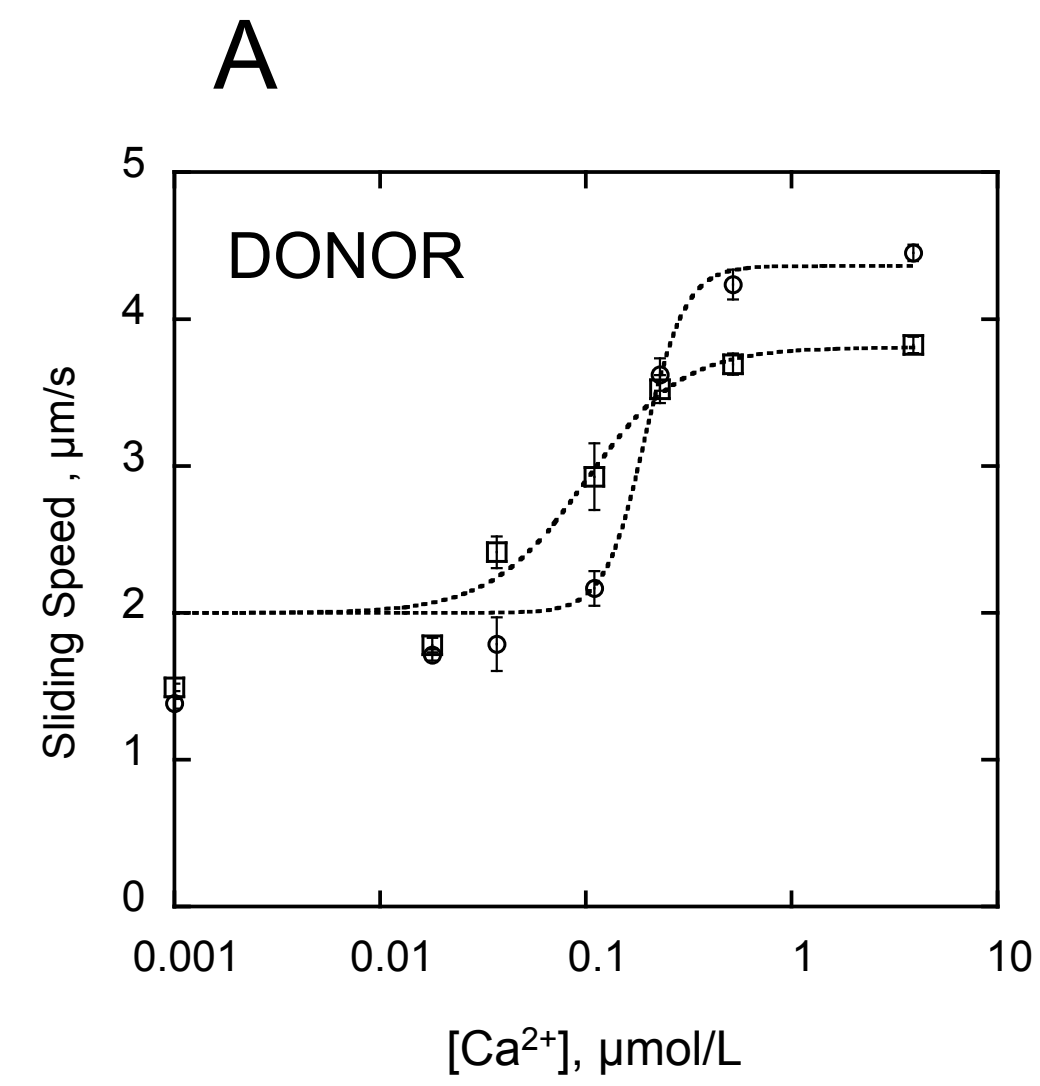 A
DONOR
5
4
3
2
1
0
Sliding Speed , µm/s
0.001 0.01 0.1 1 10
[Ca²⁺], µmol/L